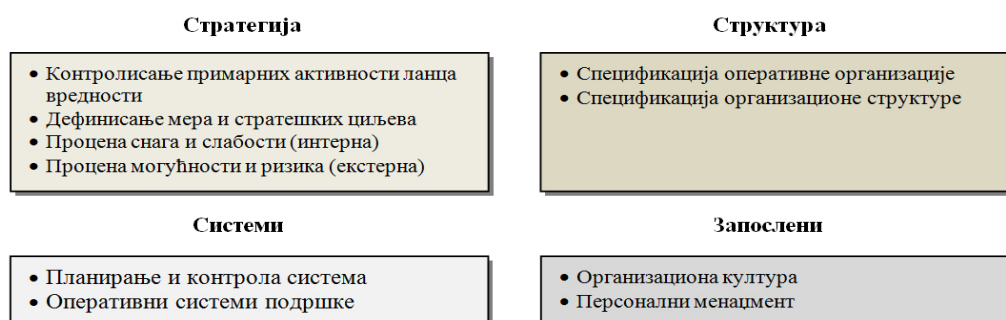 Стратегија
• Контролисање примарних активности ланца
вредности
• Дефинисање мера и стратешких циљева
• Процена снага и слабости (интерна)
• Процена могућности и ризика (екстерна)
Структура
• Спецификација оперативне организације
• Спецификација организационе структуре
Системи
• Планирање и контрола система
• Оперативни системи подршке
Запослени
• Организациона култура
• Персонални менаџмент